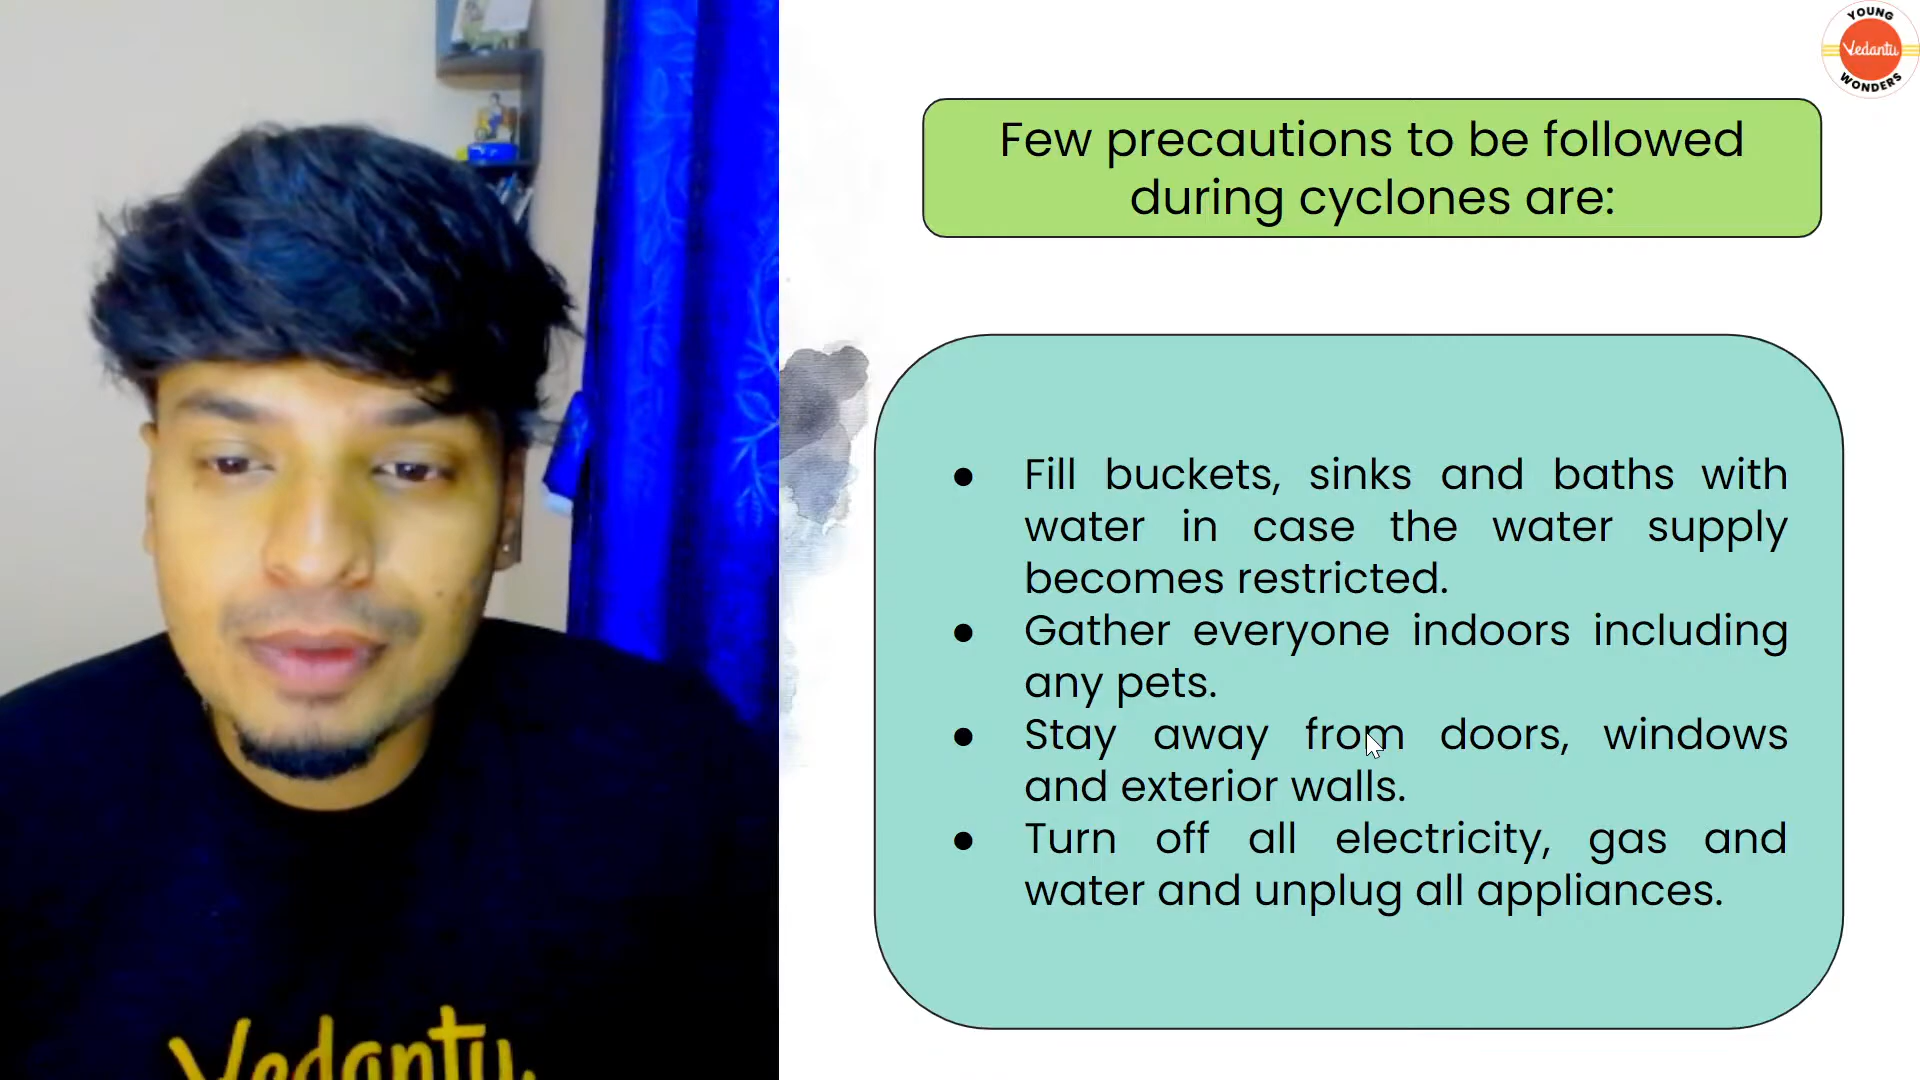 YOUNG
Vedantu
WONDERS
Few precautions to be followed
during cyclones are:
● Fill buckets, sinks and baths with
water in case the water supply
becomes restricted.
● Gather everyone indoors including
any pets.
● Stay away from doors, windows
and exterior walls.
● Turn off all electricity, gas and
water and unplug all appliances.
Vedantu